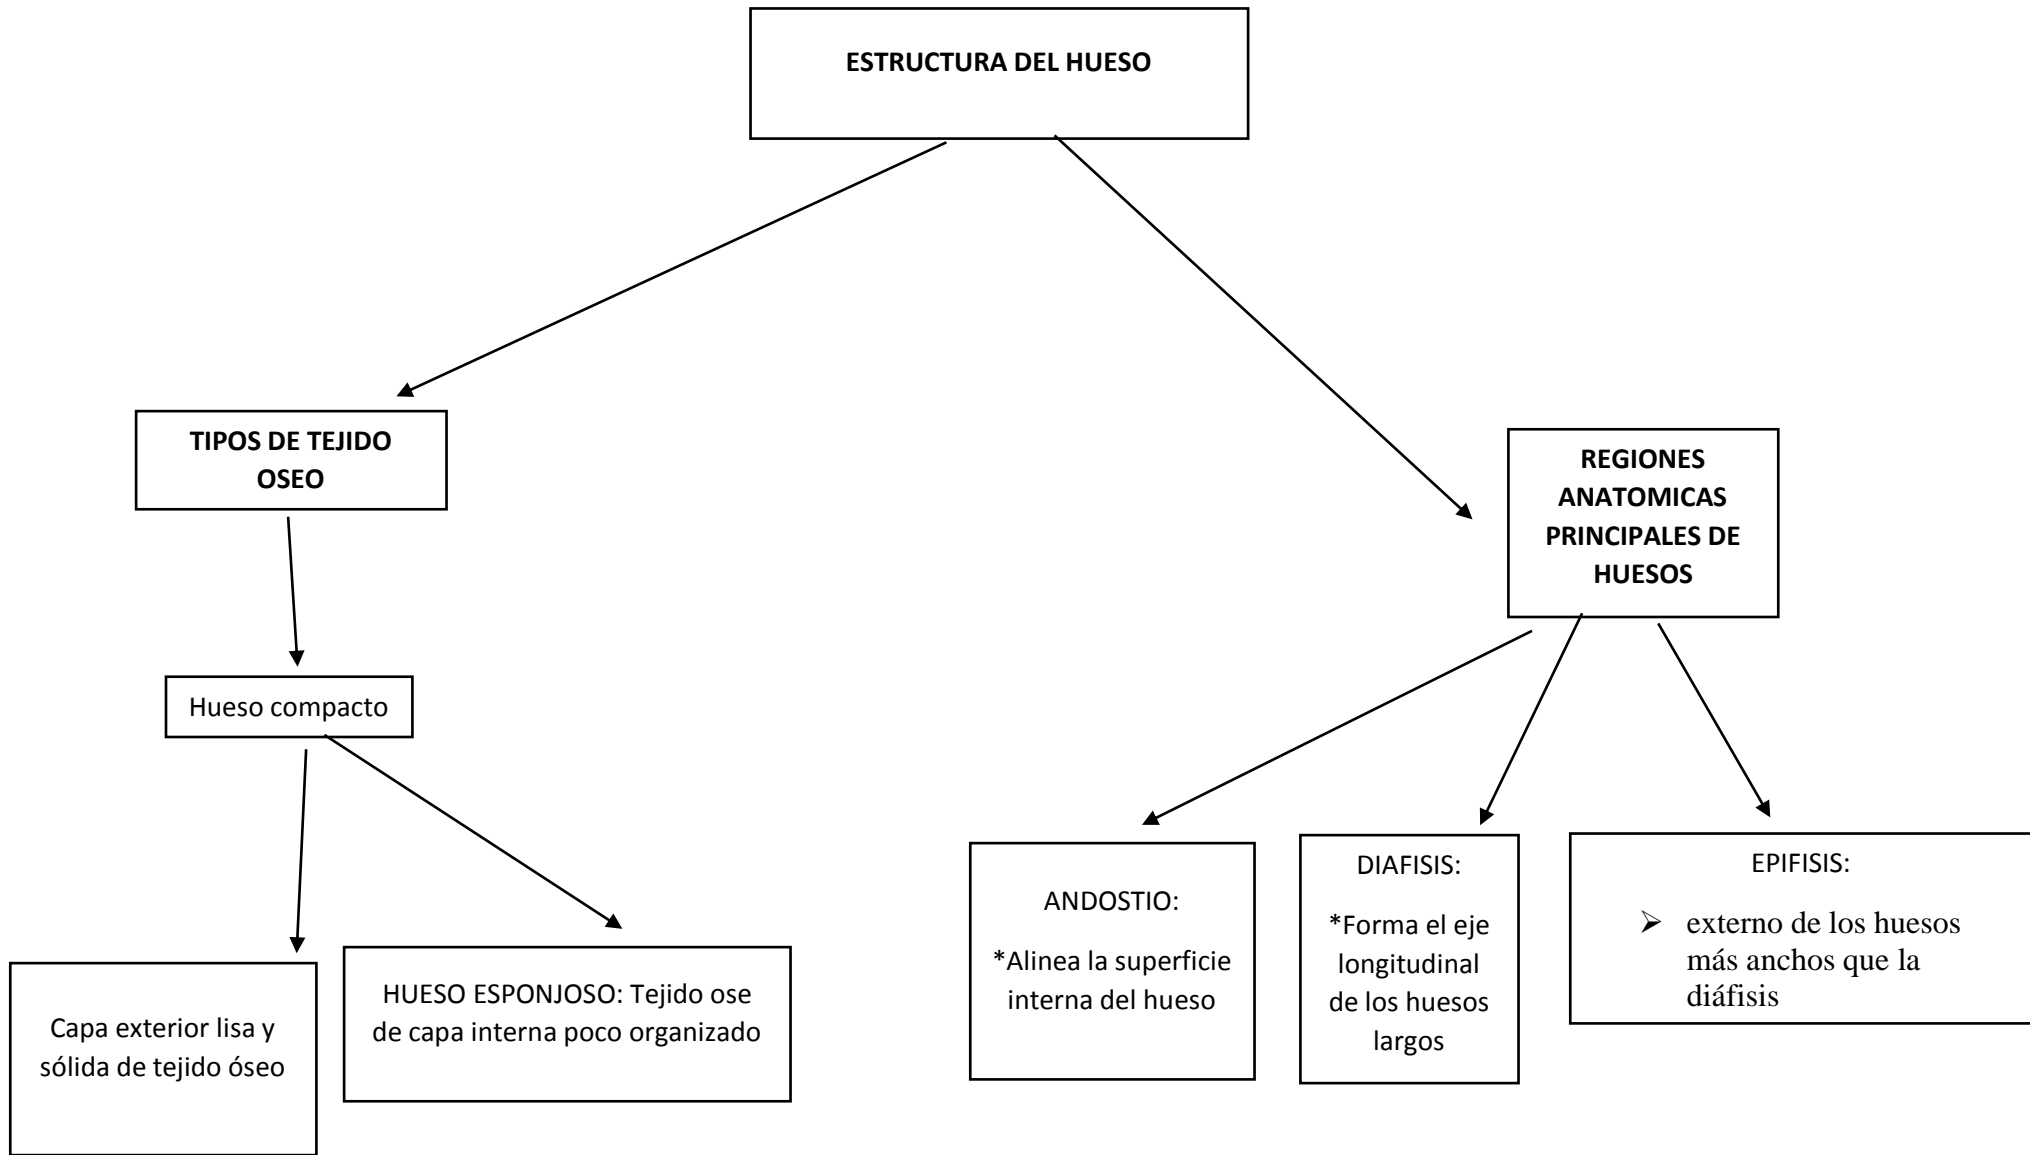 ESTRUCTURA DEL HUESO
TIPOS DE TEJIDO
OSEO
REGIONES
ANATOMICAS
PRINCIPALES DE
HUESOS
Hueso compacto
Capa exterior lisa y
sólida de tejido óseo
HUESO ESPONJOSO: Tejido ose
de capa interna poco organizado
ANDOSTIO:
*Alinea la superficie
interna del hueso
DIAFISIS:
*Forma el eje
longitudinal
de los huesos
largos
EPIFISIS:
➢ externo de los huesos
más anchos que la
diáfisis